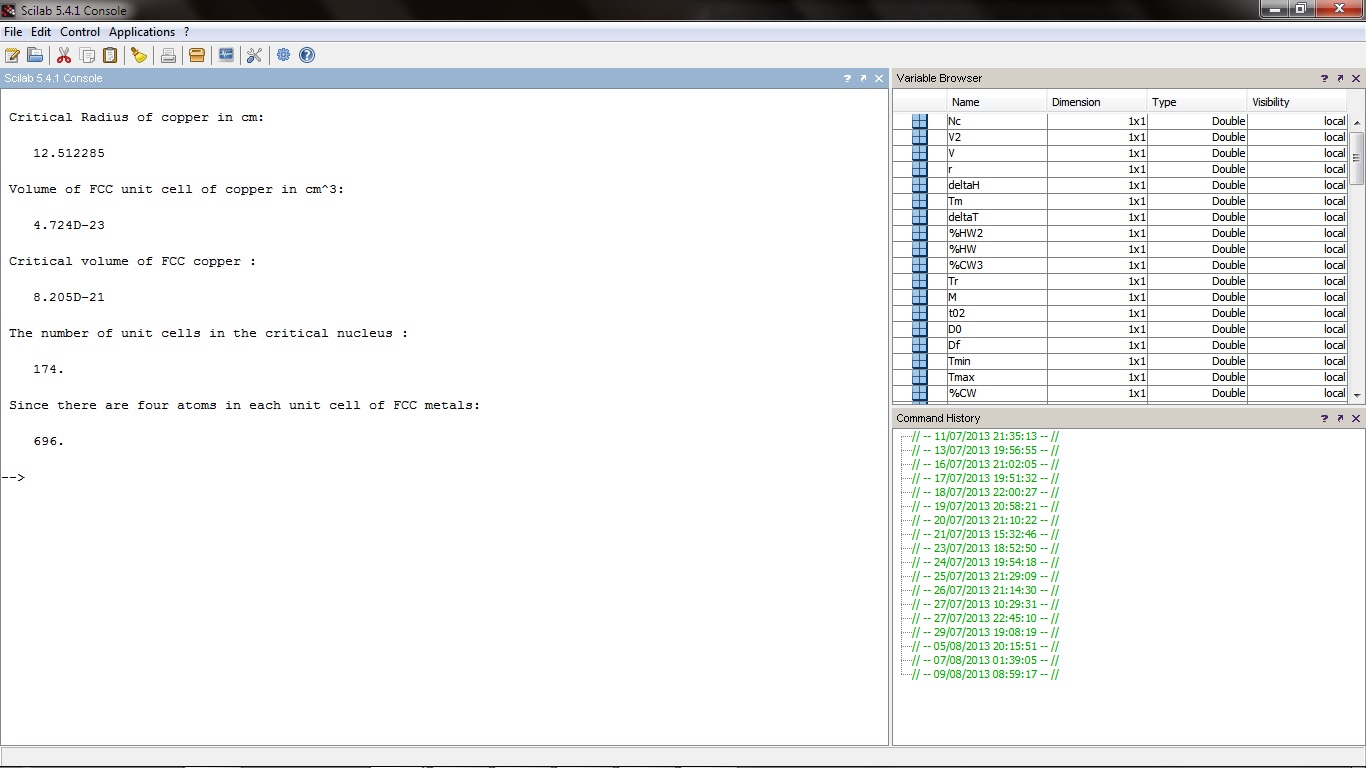 Scilab 5.4.1 Console
File Edit Control Applications ?
Scilab 5.4.1 Console
Critical Radius of copper in cm:
12.512285
Volume of FCC unit cell of copper in cm^3:
4.724D-23
Critical volume of FCC copper :
8.205D-21
The number of unit cells in the critical nucleus :
174.
Since there are four atoms in each unit cell of FCC metals:
696.
-->
Variable Browser
Name Dimension Type Visibility
Nc 1x1 Double local
V2 1x1 Double local
V 1x1 Double local
r 1x1 Double local
deltaH 1x1 Double local
Tm 1x1 Double local
deltaT 1x1 Double local
%HW2 1x1 Double local
%HW 1x1 Double local
%CW3 1x1 Double local
Tr 1x1 Double local
M 1x1 Double local
t02 1x1 Double local
D0 1x1 Double local
Df 1x1 Double local
Tmin 1x1 Double local
Tmax 1x1 Double local
%CW 1x1 Double local
Command History
// -- 11/07/2013 21:35:13 -- //
// -- 13/07/2013 19:56:55 -- //
// -- 16/07/2013 21:02:05 -- //
// -- 17/07/2013 19:51:32 -- //
// -- 18/07/2013 22:00:27 -- //
// -- 19/07/2013 20:58:21 -- //
// -- 20/07/2013 21:10:22 -- //
// -- 21/07/2013 15:32:46 -- //
// -- 23/07/2013 18:52:50 -- //
// -- 24/07/2013 19:54:18 -- //
// -- 25/07/2013 21:29:09 -- //
// -- 26/07/2013 21:14:30 -- //
// -- 27/07/2013 10:29:31 -- //
// -- 27/07/2013 22:45:10 -- //
// -- 29/07/2013 19:08:19 -- //
// -- 05/08/2013 20:15:51 -- //
// -- 07/08/2013 01:39:05 -- //
// -- 09/08/2013 08:59:17 -- //